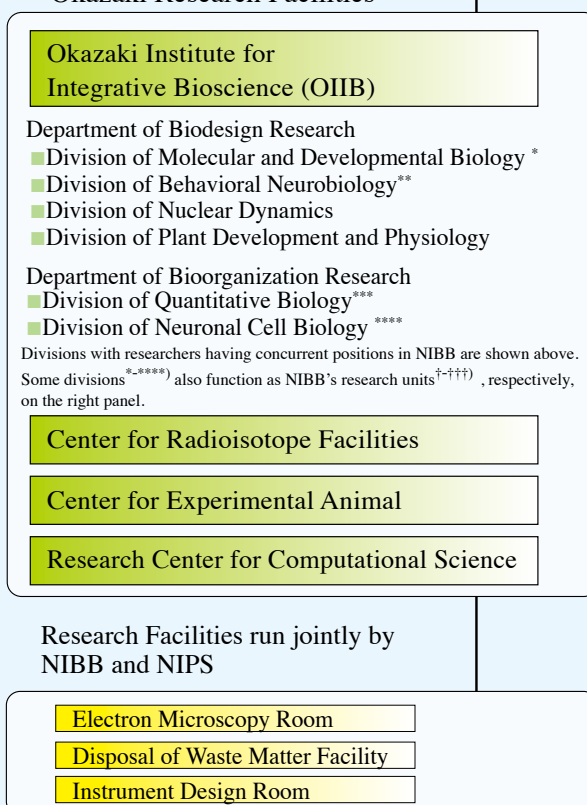 Okazaki Research Facilities
Okazaki Institute for
Integrative Bioscience (OIIB)
Department of Biodesign Research
■Division of Molecular and Developmental Biology *
■Division of Behavioral Neurobiology**
■Division of Nuclear Dynamics
■Division of Plant Development and Physiology
Department of Bioorganization Research
■Division of Quantitative Biology***
■Division of Neuronal Cell Biology ****
Divisions with researchers having concurrent positions in NIBB are shown above.
Some divisions*-****) also function as NIBB's research units†-†††) , respectively,
on the right panel.
Center for Radioisotope Facilities
Center for Experimental Animal
Research Center for Computational Science
Research Facilities run jointly by
NIBB and NIPS
Electron Microscopy Room
Disposal of Waste Matter Facility
Instrument Design Room